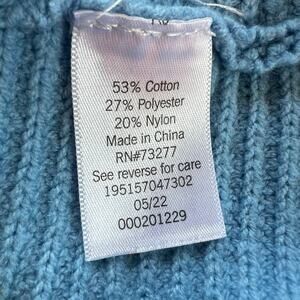 53% Cotton
27% Polyester
20% Nylon
Made in China
RN#73277
See reverse for care
195157047302
05/22
000201229